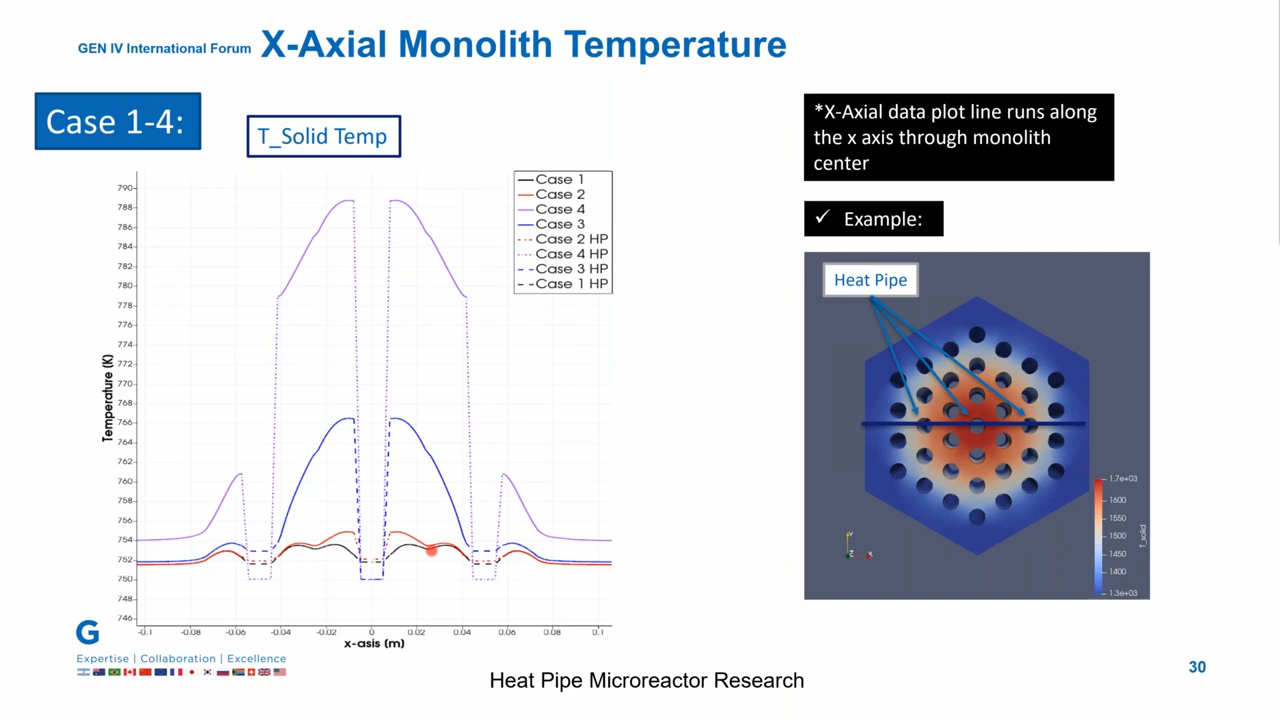 GEN IV International Forum X-Axial Monolith Temperature
Case 1-4:
T_Solid Temp
*X-Axial data plot line runs along
the x axis through monolith
center
✓ Example:
Heat Pipe
790
788
786
784
782
780
778
776
774
772
770
768
766
764
762
760
758
756
754
752
750
748
746
Temperature (K)
Case 1
Case 2
Case 4
Case 3
Case 2 HP
Case 4 HP
Case 3 HP
Case 1 HP
-0.1 -0.08 -0.06 -0.04 -0.02 0 0.02 0.04 0.06 0.08 0.1
x-asis (m)
1.7e+03
1600
1550
1500
1450
1400
1.3e+03
T_solid
Y
Z X
G
Expertise | Collaboration | Excellence
Heat Pipe Microreactor Research
30